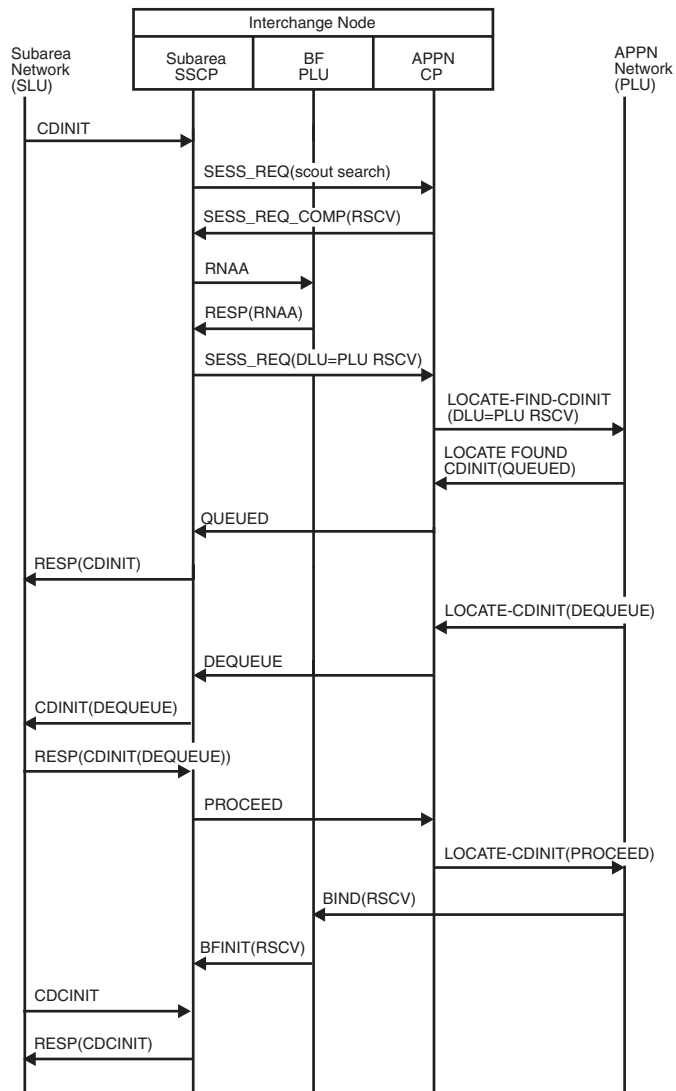 Interchange Node
Subarea
Network
(SLU)
Subarea
SSCP
BF
PLU
APPN
CP
APPN
Network
(PLU)
CDINIT
SESS_REQ(scout search)
SESS_REQ_COMP(RSCV)
RNAA
RESP(RNAA)
SESS_REQ(DLU=PLU RSCV)
LOCATE-FIND-CDINIT
(DLU=PLU RSCV)
LOCATE FOUND
CDINIT(QUEUED)
QUEUED
RESP(CDINIT)
LOCATE-CDINIT(DEQUEUE)
DEQUEUE
CDINIT(DEQUEUE)
RESP(CDINIT(DEQUEUE))
PROCEED
LOCATE-CDINIT(PROCEED)
BIND(RSCV)
BFINIT(RSCV)
CDCINIT
RESP(CDCINIT)